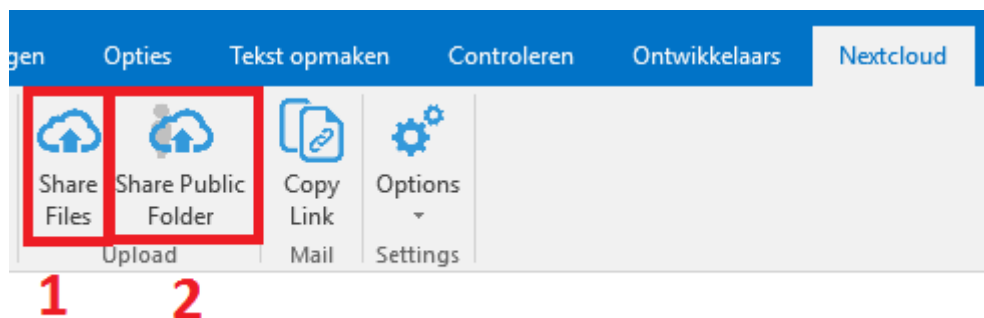 gen Opties Tekst opmaken Controleren Ontwikkelaars Nextcloud
Share Share Public Copy Options
Files Folder Link
Upload Mail Settings
1 2